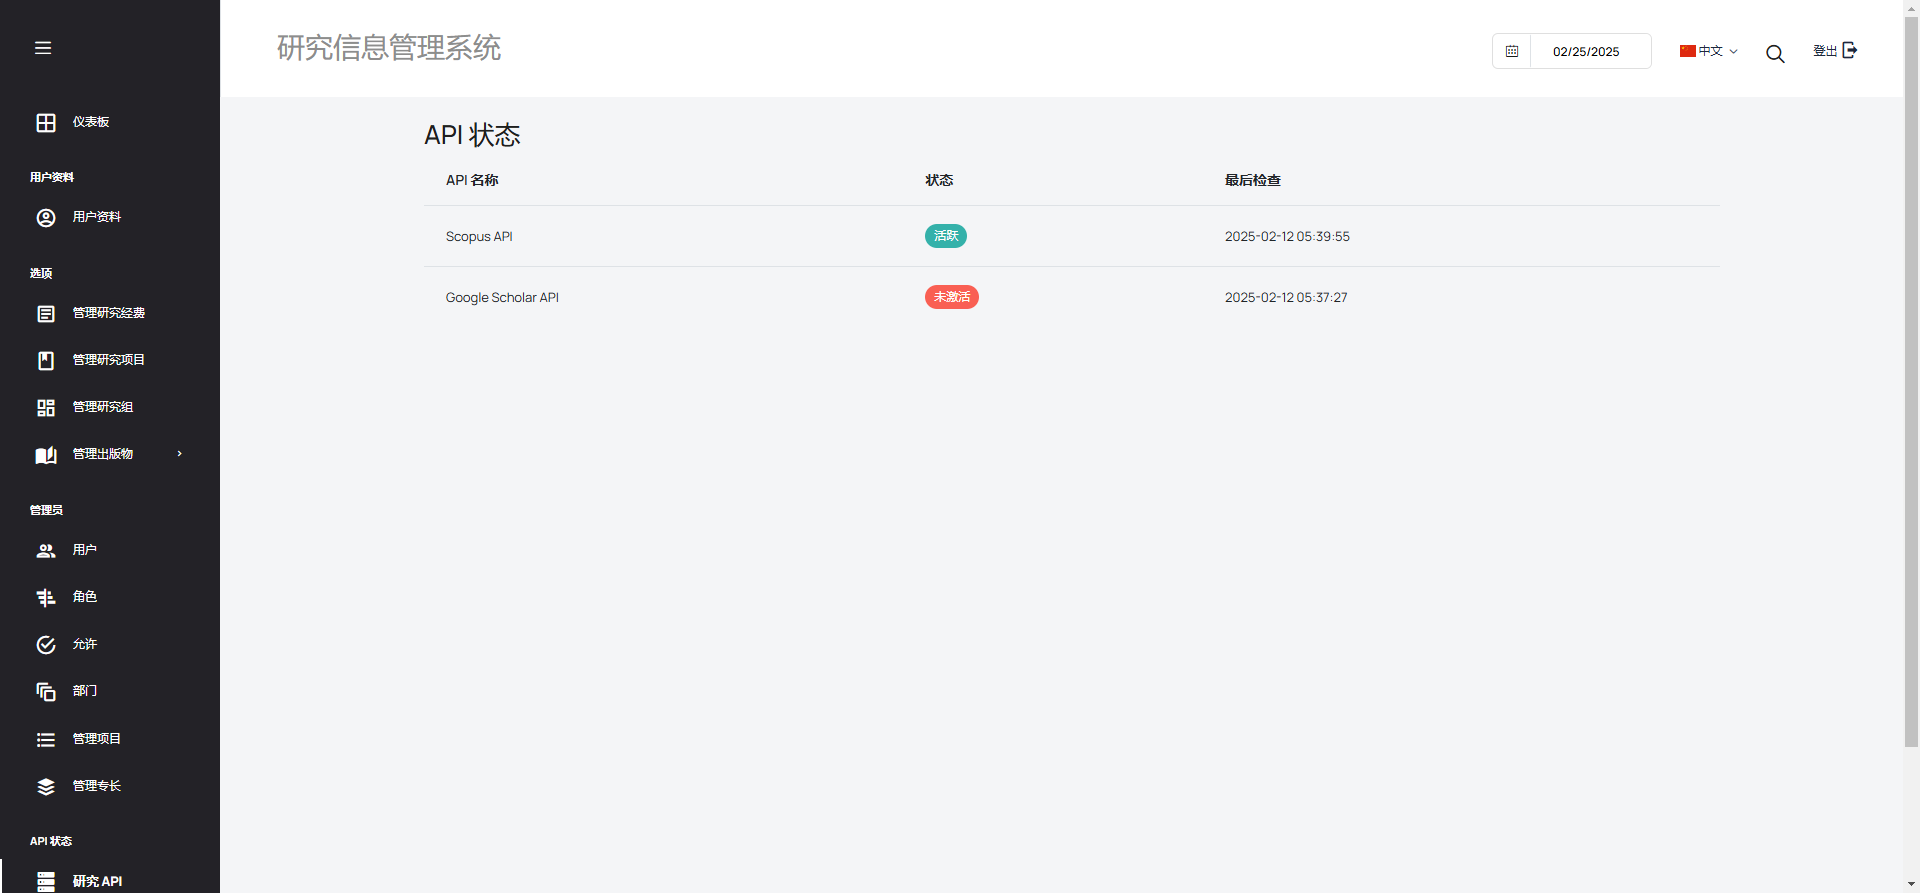 研究信息管理系统
02/25/2025
中文
登出
仪表板
用户资料
用户资料
选项
管理研究经费
管理研究项目
管理研究组
管理出版物
管理员
用户
角色
允许
部门
管理项目
管理专长
API 状态
研究 API
API 状态
API 名称 状态 最后检查
Scopus API 活跃 2025-02-12 05:39:55
Google Scholar API 未激活 2025-02-12 05:37:27